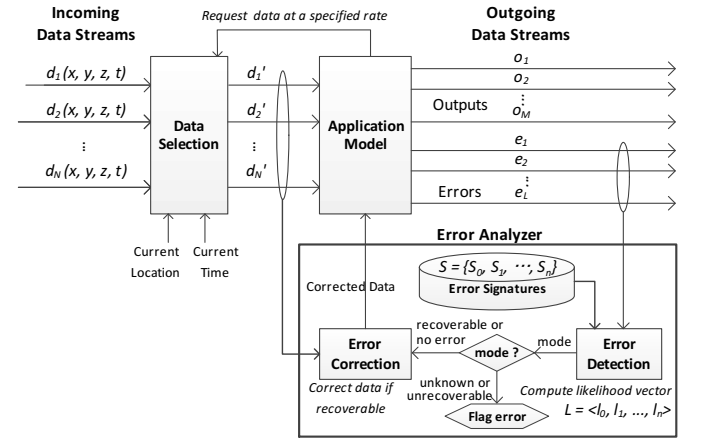 Incoming
Data Streams
Request data at a specified rate
Outgoing
Data Streams
d1(x, y, z, t)
d2(x, y, z, t)
⋮
dN(x, y, z, t)
Data
Selection
d1'
d2'
⋮
dN'
Application
Model
o1
o2
⋮
Outputs
oM
e1
e2
⋮
Errors
eL
Current
Location
Current
Time
Error Analyzer
S = {S0, S1, ⋯, Sn}
Error Signatures
Corrected Data
Error
Correction
Correct data if
recoverable
recoverable or
no error
mode ?
mode
Error
Detection
unknown or
unrecoverable
Flag error
Compute likelihood vector
L = <l0, l1, ..., ln>